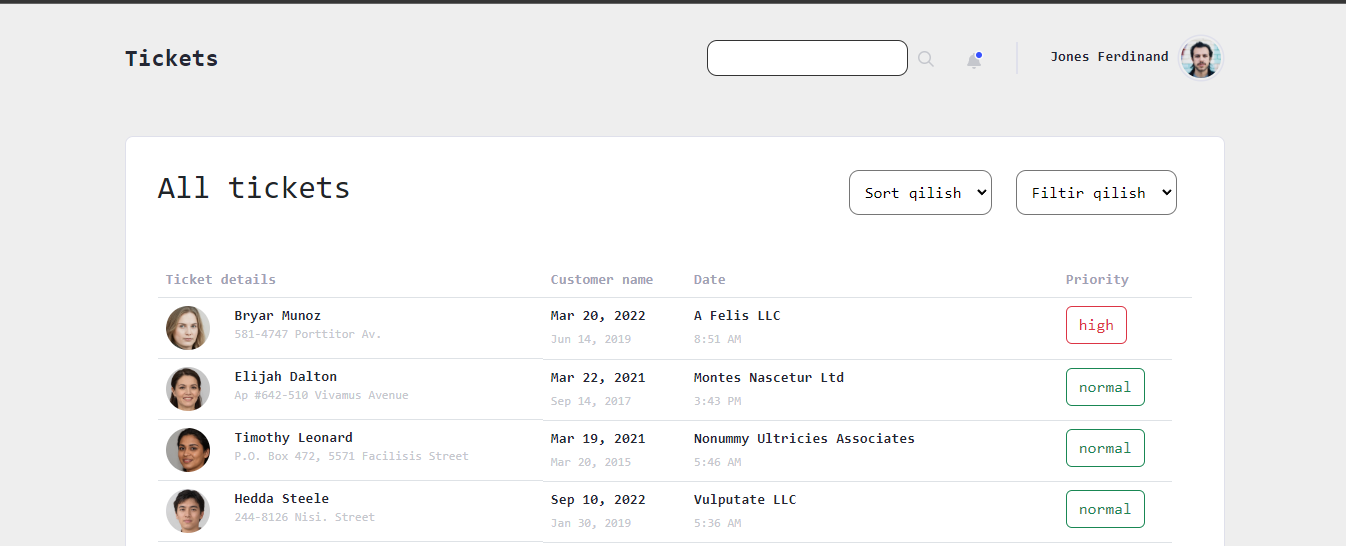 Tickets
Jones Ferdinand
All tickets
Sort qilish
Filtir qilish
Ticket details Customer name Date Priority
Bryar Munoz Mar 20, 2022 A Felis LLC high
581-4747 Porttitor Av. Jun 14, 2019 8:51 AM
Elijah Dalton Mar 22, 2021 Montes Nascetur Ltd normal
Ap #642-510 Vivamus Avenue Sep 14, 2017 3:43 PM
Timothy Leonard Mar 19, 2021 Nonummy Ultricies Associates normal
P.O. Box 472, 5571 Facilisis Street Mar 20, 2015 5:46 AM
Hedda Steele Sep 10, 2022 Vulputate LLC normal
244-8126 Nisi. Street Jan 30, 2019 5:36 AM